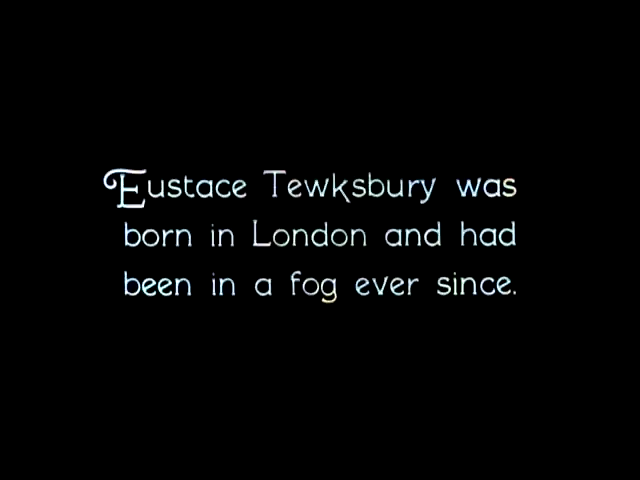 Eustace Tewksbury was
born in London and had
been in a fog ever since.